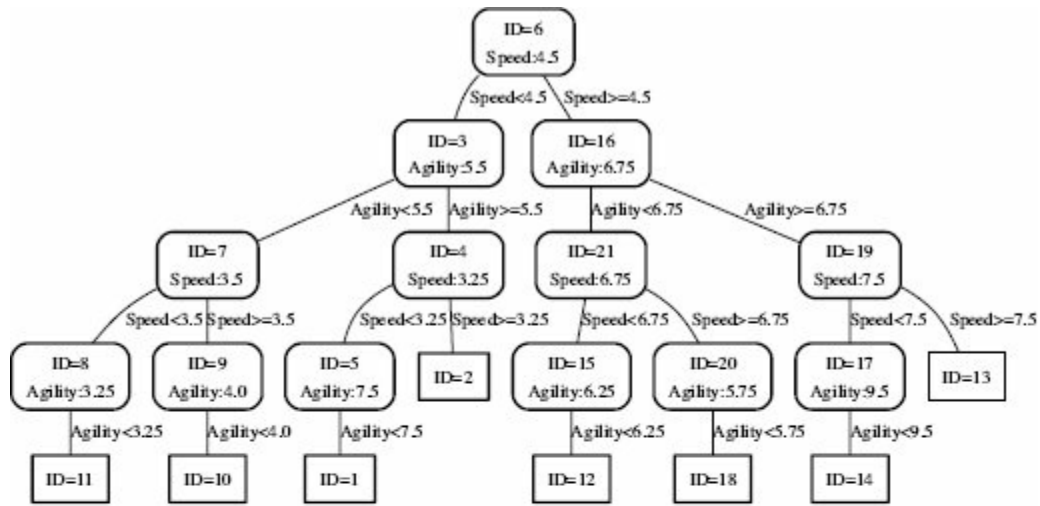 ID=6
Speed:4.5
Speed<4.5 Speed>=4.5
ID=3 ID=16
Agility:5.5 Agility:6.75
Agility<5.5 Agility>=5.5 Agility<6.75 Agility>=6.75
ID=7 ID=4 ID=21 ID=19
Speed:3.5 Speed:3.25 Speed:6.75 Speed:7.5
Speed<3.5 Speed>=3.5 Speed<3.25 Speed>=3.25 Speed<6.75 Speed>=6.75 Speed<7.5 Speed>=7.5
ID=8 ID=9 ID=5 ID=2 ID=15 ID=20 ID=17 ID=13
Agility:3.25 Agility:4.0 Agility:7.5 Agility:6.25 Agility:5.75 Agility:9.5
Agility<3.25 Agility<4.0 Agility<7.5 Agility<6.25 Agility<5.75 Agility<9.5
ID=11 ID=10 ID=1 ID=12 ID=18 ID=14